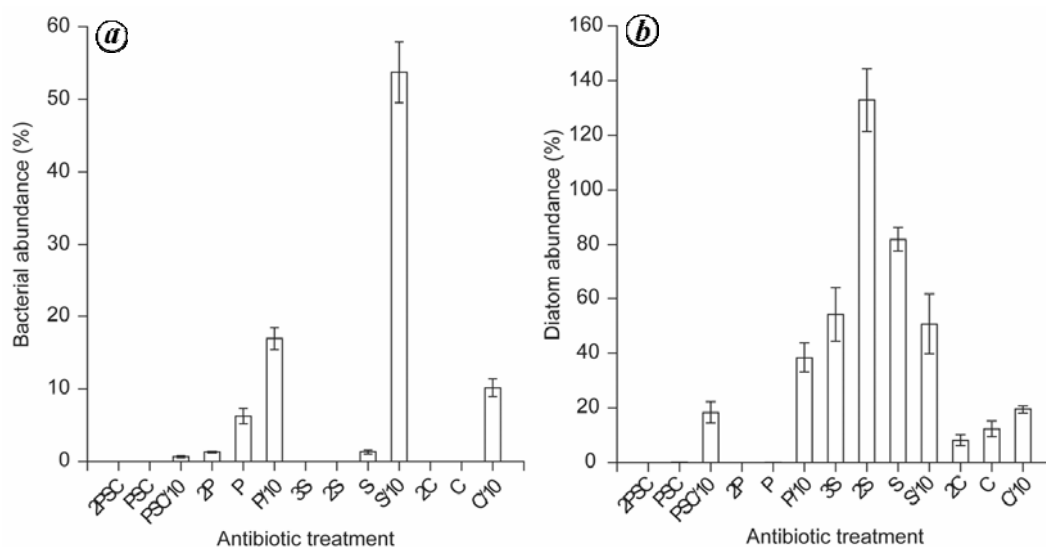 a
Bacterial abundance (%)
60
50
40
30
20
10
0
2PSC
PSC
PSC/10
2P
P
P/10
3S
2S
S
S/10
2C
C
C/10
Antibiotic treatment
b
Diatom abundance (%)
160
140
120
100
80
60
40
20
0
2PSC
PSC
PSC/10
2P
P
P/10
3S
2S
S
S/10
2C
C
C/10
Antibiotic treatment